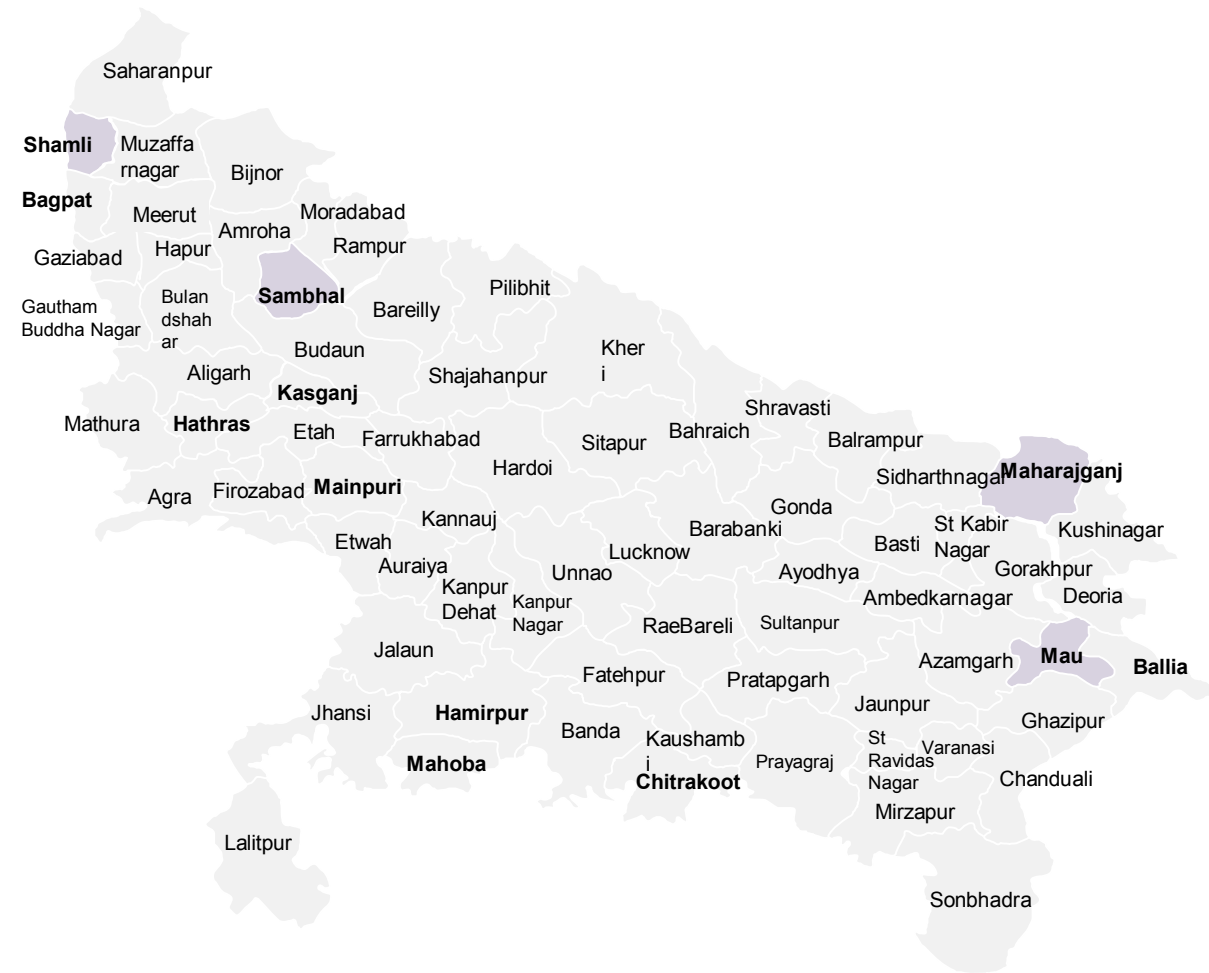 Saharanpur
Shamli
Muzaffa
rnagar
Bijnor
Bagpat
Meerut
Moradabad
Amroha
Rampur
Hapur
Gaziabad
Sambhal
Pilibhit
Gautham
Buddha Nagar
Bulan
dshah
ar
Bareilly
Budaun
Kher
i
Aligarh
Shajahanpur
Kasganj
Shravasti
Mathura
Hathras
Etah
Farrukhabad
Sitapur
Bahraich
Balrampur
Hardoi
Sidharthnagar
Maharajganj
Agra
Firozabad
Mainpuri
Kannauj
Gonda
Barabanki
St Kabir
Nagar
Kushinagar
Etwah
Lucknow
Basti
Auraiya
Unnao
Ayodhya
Gorakhpur
Kanpur
Dehat
Kanpur
Nagar
Ambedkarnagar
Deoria
RaeBareli
Sultanpur
Jalaun
Azamgarh
Mau
Ballia
Fatehpur
Pratapgarh
Jaunpur
Jhansi
Hamirpur
Banda
Ghazipur
Kaushamb
i
St
Ravidas
Nagar
Varanasi
Mahoba
Chitrakoot
Prayagraj
Chanduali
Mirzapur
Lalitpur
Sonbhadra